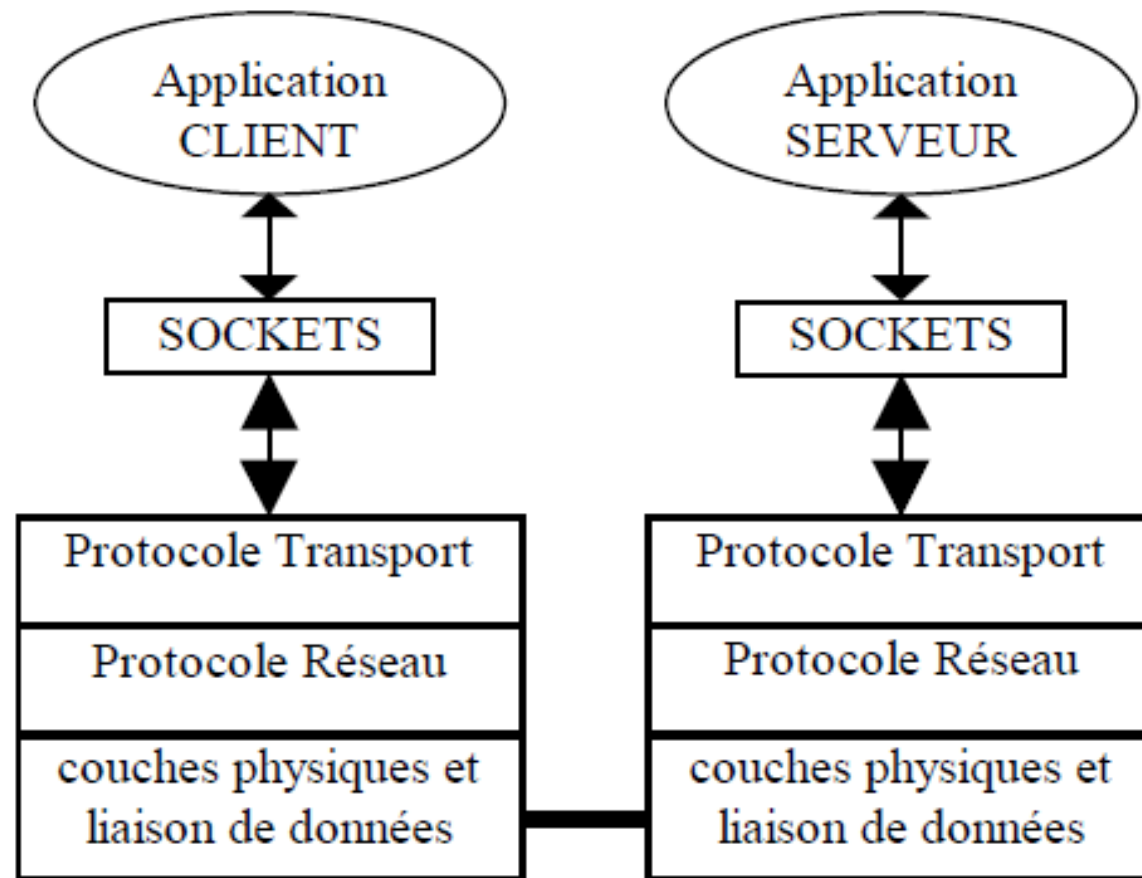 Application
CLIENT
SOCKETS
Protocole Transport
Protocole Réseau
couches physiques et
liaison de données
Application
SERVEUR
SOCKETS
Protocole Transport
Protocole Réseau
couches physiques et
liaison de données